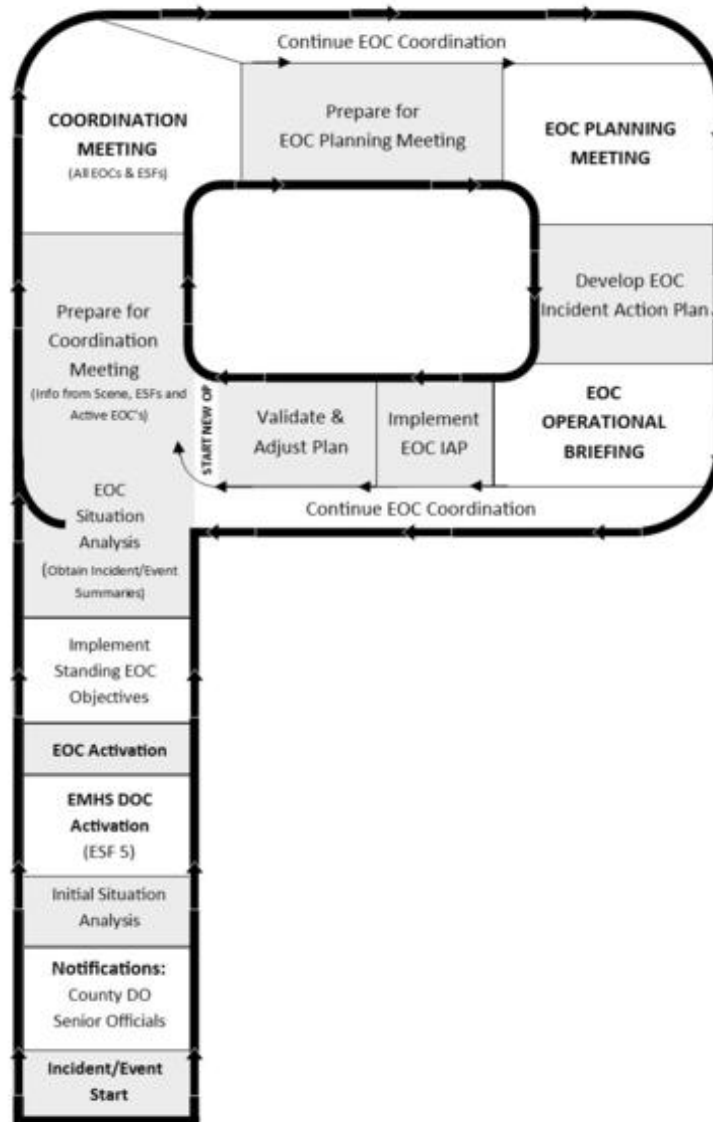 Continue EOC Coordination
COORDINATION
MEETING
(All EOCs & ESFs)
Prepare for
EOC Planning Meeting
EOC PLANNING
MEETING
Develop EOC
Incident Action Plan
EOC
OPERATIONAL
BRIEFING
Implement
EOC IAP
Validate &
Adjust Plan
START NEW OP
Continue EOC Coordination
Prepare for
Coordination
Meeting
(Info from Scene, ESFs and
Active EOC's)
EOC
Situation
Analysis
(Obtain Incident/Event
Summaries)
Implement
Standing EOC
Objectives
EOC Activation
EMHS DOC
Activation
(ESF 5)
Initial Situation
Analysis
Notifications:
County DO
Senior Officials
Incident/Event
Start